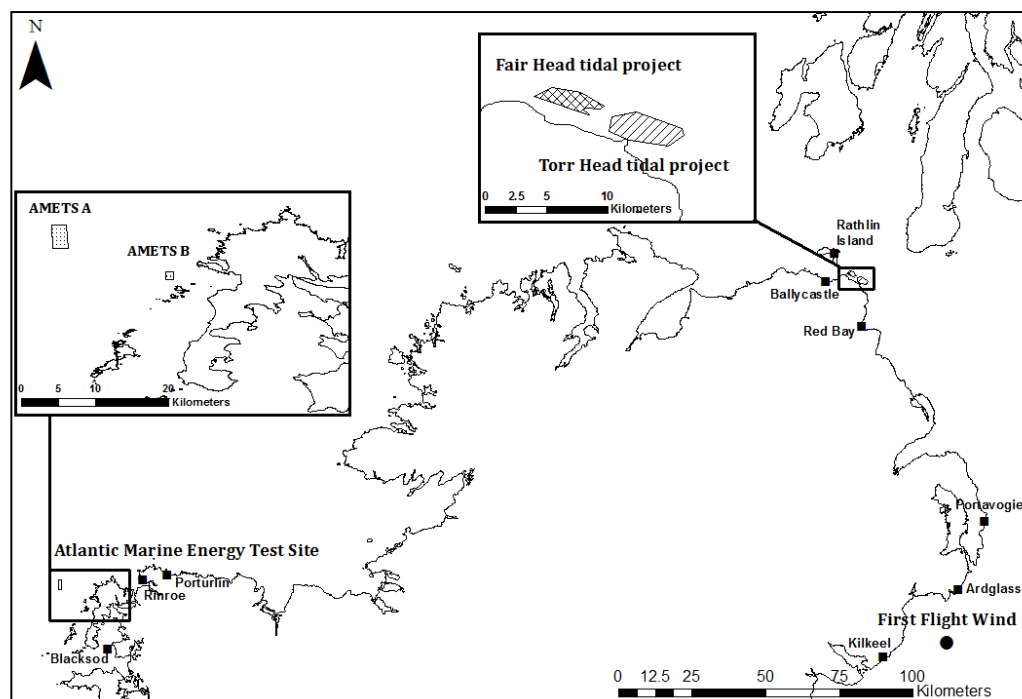 N
Fair Head tidal project
Torr Head tidal project
0 2.5 5 10
Kilometers
AMETS A
AMETS B
0 5 10 20
Kilometers
Rathlin
Island
Ballycastle
Red Bay
Portavogie
Atlantic Marine Energy Test Site
Porturlin
Rinroe
Ardglass
First Flight Wind
Kilkeel
Blacksod
0 12.5 25 50 75 100
Kilometers